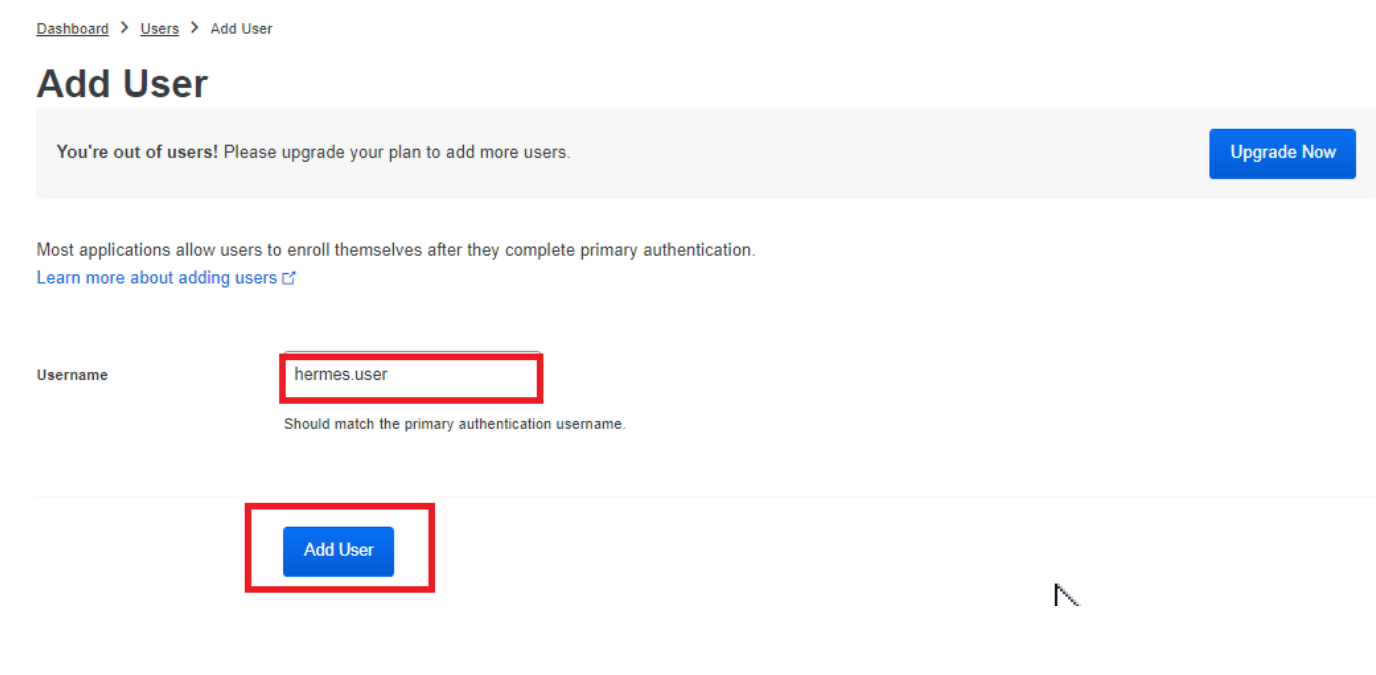 Dashboard > Users > Add User
Add User
You're out of users! Please upgrade your plan to add more users.
Upgrade Now
Most applications allow users to enroll themselves after they complete primary authentication.
Learn more about adding users
Username
hermes.user
Should match the primary authentication username.
Add User